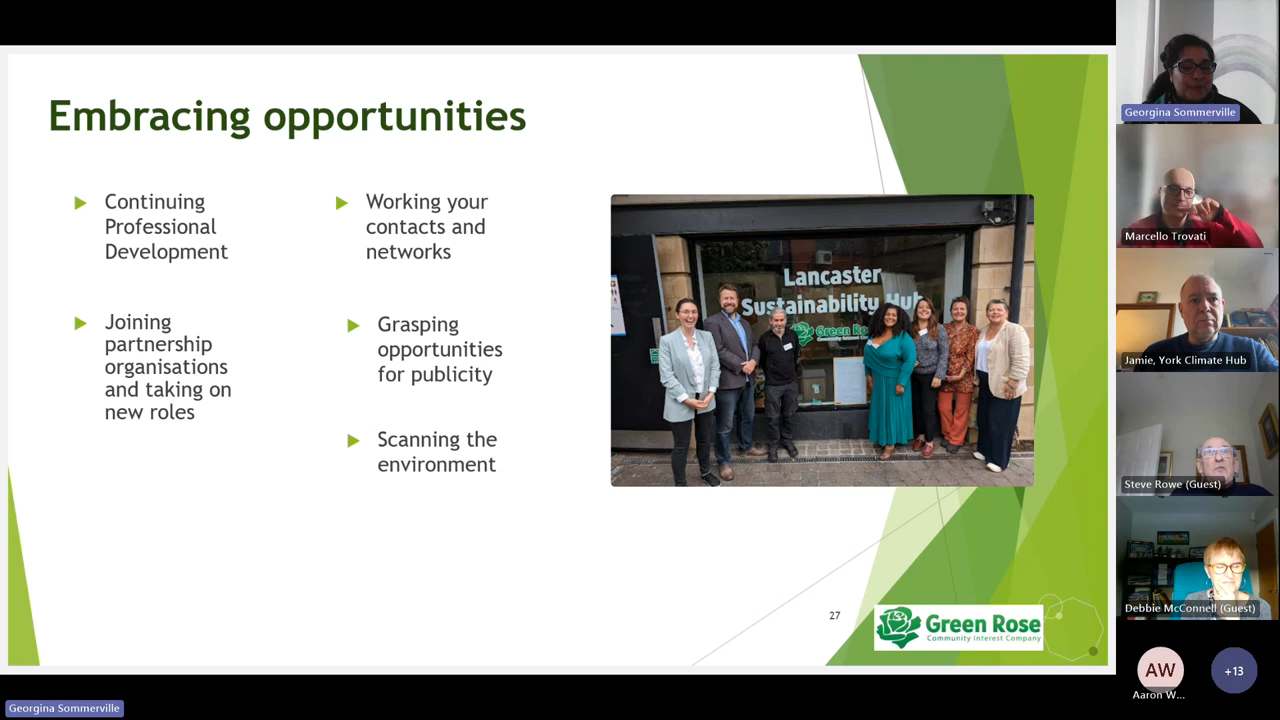 Embracing opportunities
Continuing
Professional
Development
Joining
partnership
organisations
and taking on
new roles
Working your
contacts and
networks
Grasping
opportunities
for publicity
Scanning the
environment
Lancaster
Sustainability Hub
Green Rose
27
Green Rose
Community Interest Company
Georgina Sommerville
Marcello Trovati
Jamie, York Climate Hub
Steve Rowe (Guest)
Debbie McConnell (Guest)
AW
Aaron W...
+13
Georgina Sommerville